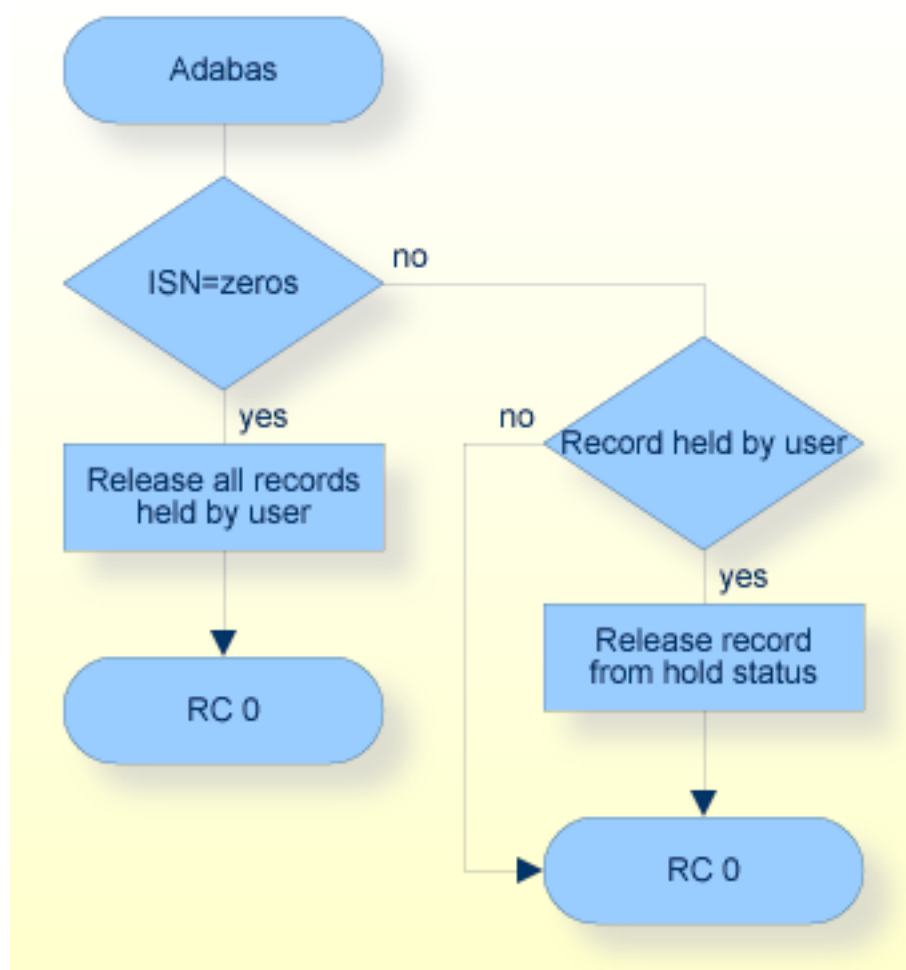 Adabas
ISN=zeros
no
yes
Release all records
held by user
RC 0
no
Record held by user
yes
Release record
from hold status
RC 0